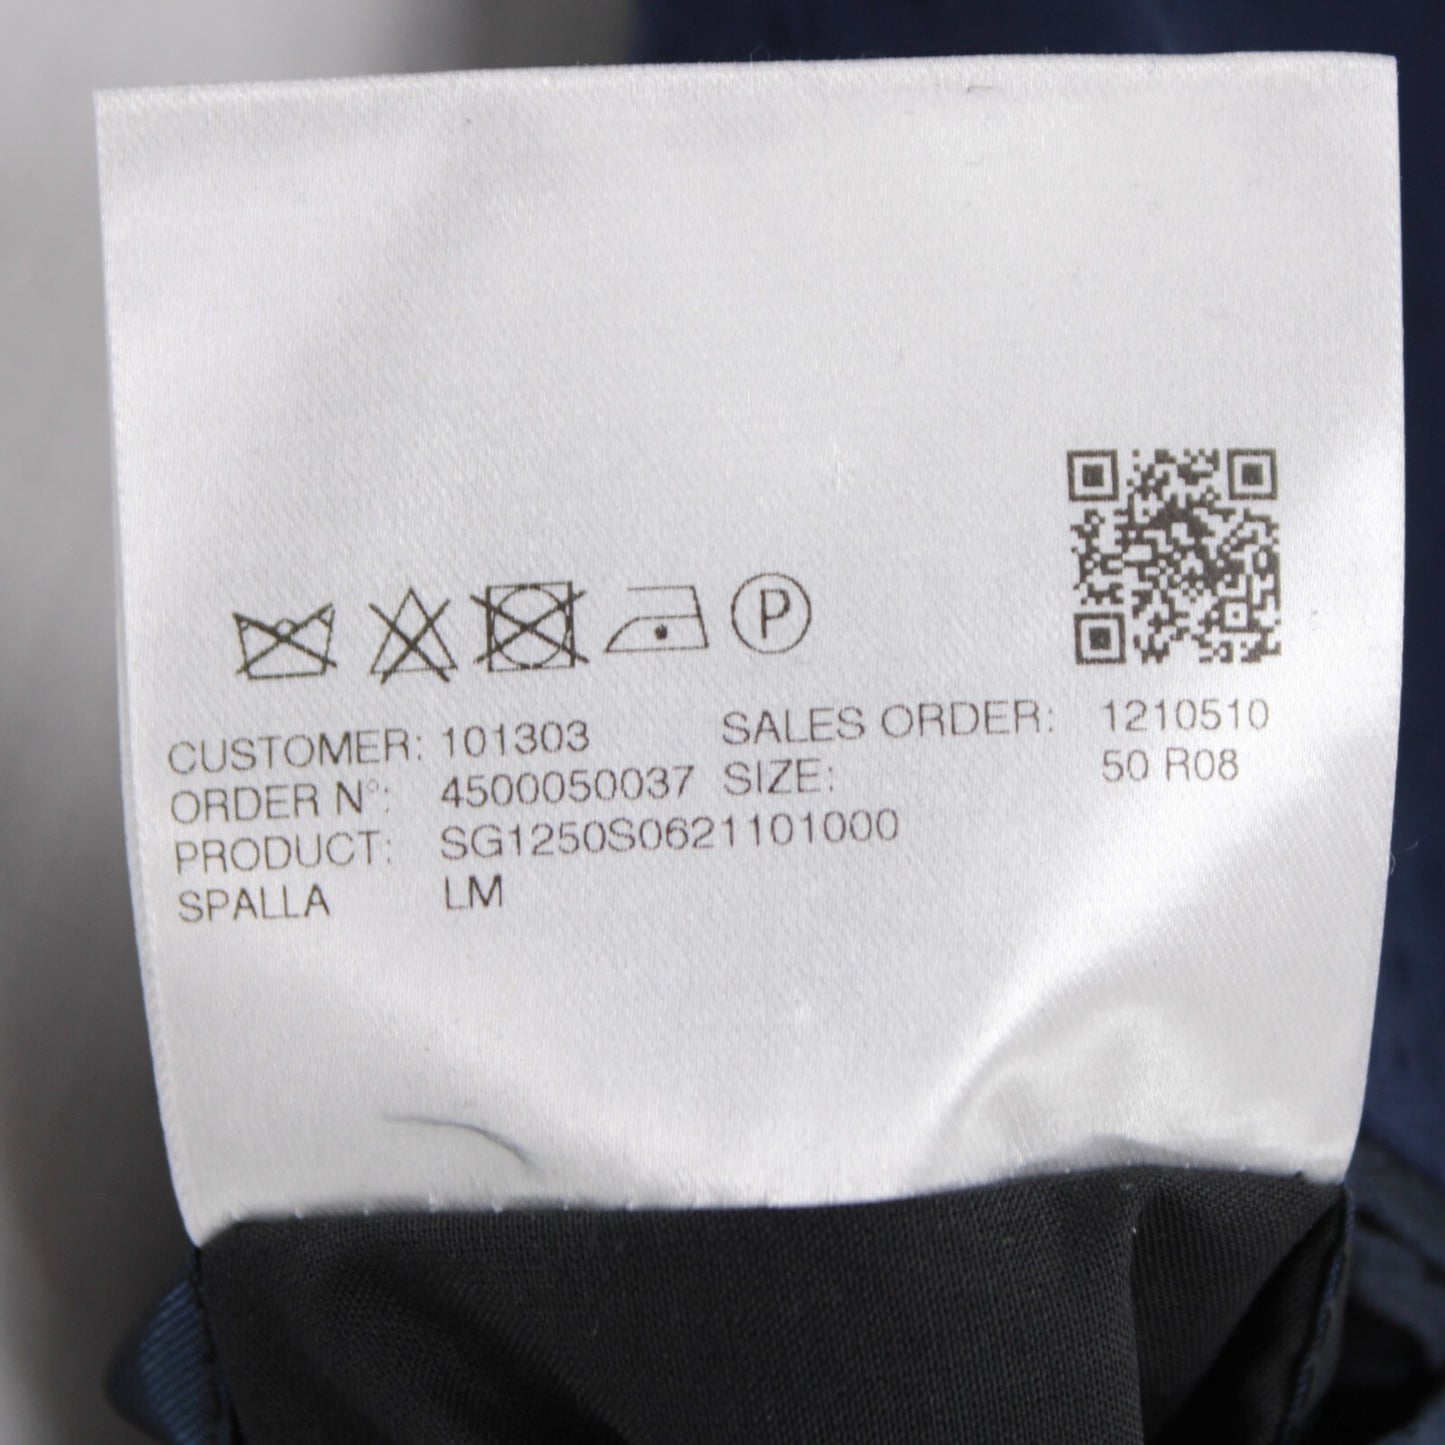 P
CUSTOMER: 101303 SALES ORDER: 1210510
ORDER N°: 4500050037 SIZE: 50 R08
PRODUCT: SG1250S0621101000
SPALLA LM